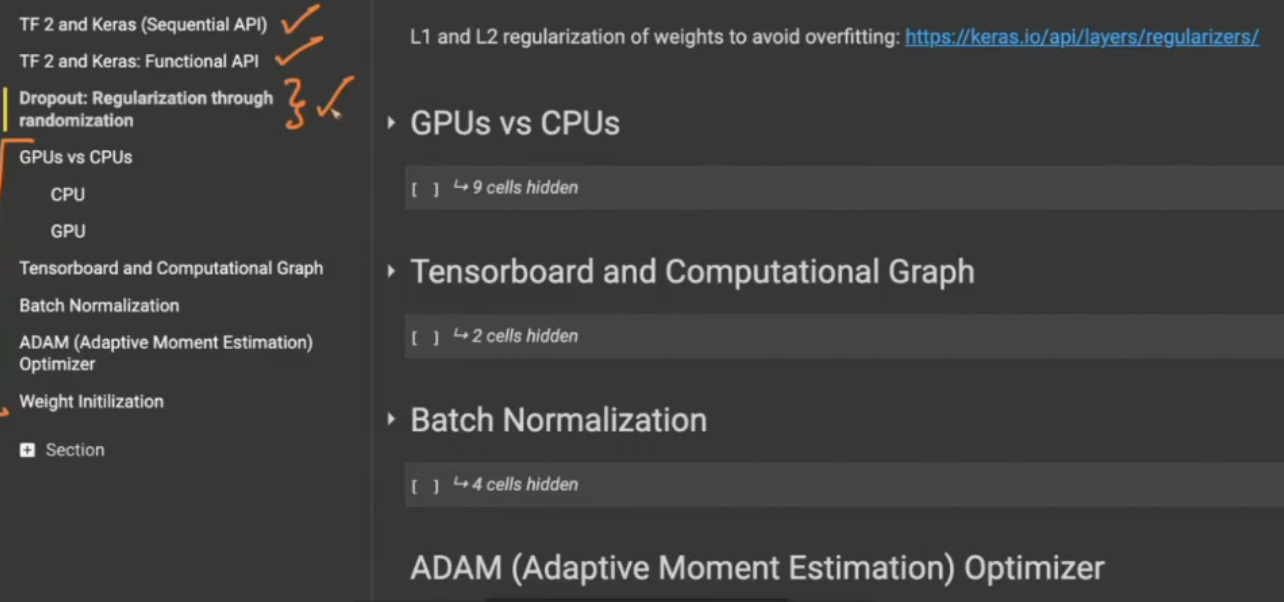 TF 2 and Keras (Sequential API)
TF 2 and Keras: Functional API
Dropout: Regularization through
randomization
GPUs vs CPUs
CPU
GPU
Tensorboard and Computational Graph
Batch Normalization
ADAM (Adaptive Moment Estimation)
Optimizer
Weight Initilization
Section
L1 and L2 regularization of weights to avoid overfitting: https://keras.io/api/layers/regularizers/
GPUs vs CPUs
[ ] ↳ 9 cells hidden
Tensorboard and Computational Graph
[ ] ↳ 2 cells hidden
Batch Normalization
[ ] ↳ 4 cells hidden
ADAM (Adaptive Moment Estimation) Optimizer